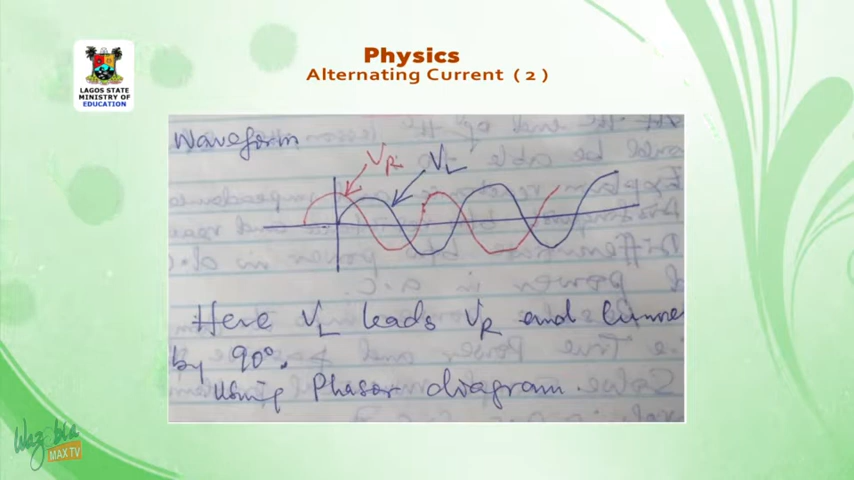 Physics
Alternating Current ( 2 )
LAGOS STATE
MINISTRY OF
EDUCATION
Waveform
VR
VL
Here VL leads VR and
by 90°.
Using Phasor diagram.
MAX TV